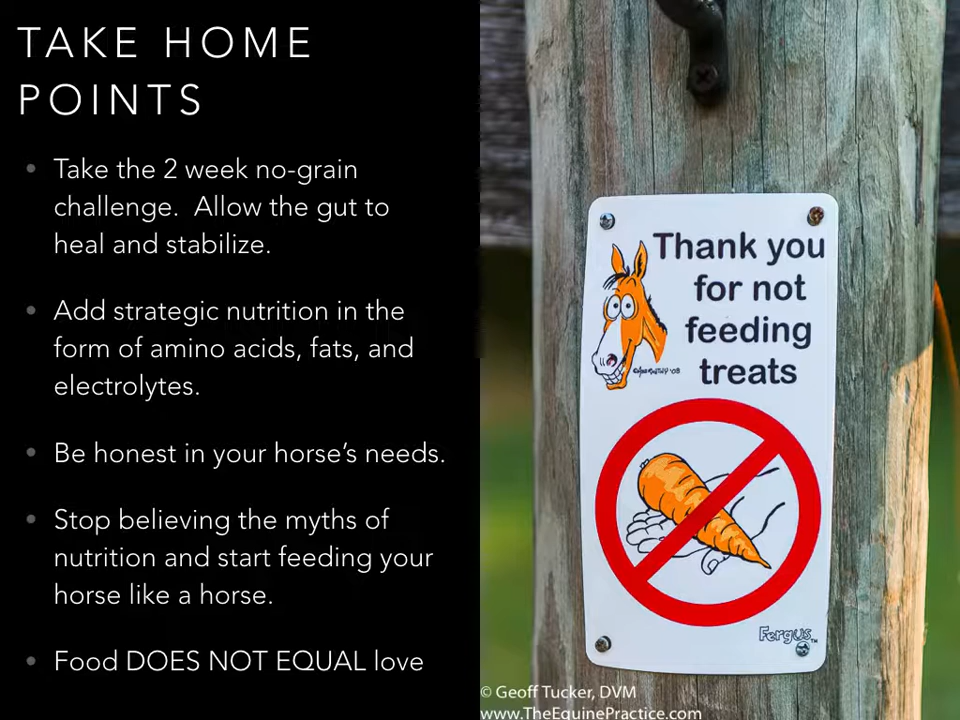 TAKE HOME
POINTS
• Take the 2 week no-grain
challenge. Allow the gut to
heal and stabilize.
• Add strategic nutrition in the
form of amino acids, fats, and
electrolytes.
• Be honest in your horse's needs.
• Stop believing the myths of
nutrition and start feeding your
horse like a horse.
• Food DOES NOT EQUAL love
Thank you
for not
feeding
treats
'08
Fergus™
© Geoff Tucker, DVM
www.TheEquinePractice.com